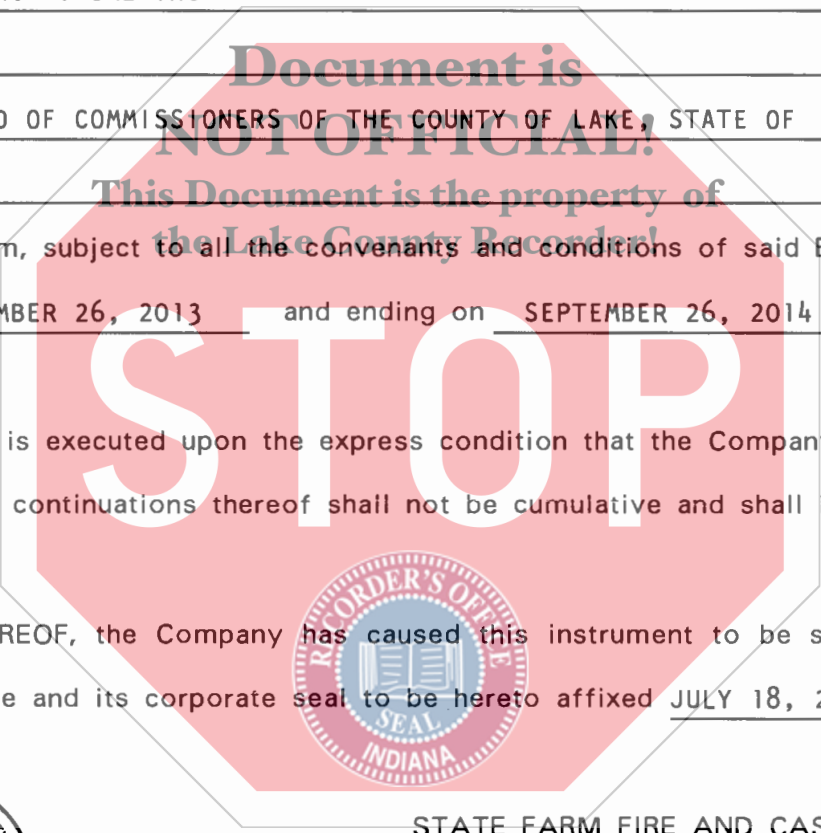 Document is
D OF COMMISSIONERS OF THE COUNTY OF LAKE, STATE OF
NOT OFFICIAL!
This Document is the property of
the Lake County Recorder!
m, subject to all the convenants and conditions of said B
MBER 26, 2013 and ending on SEPTEMBER 26, 2014
STOP
is executed upon the express condition that the Company
continuations thereof shall not be cumulative and shall
RECORDER'S OFFICE
REOF, the Company has caused this instrument to be s
e and its corporate seal to be hereto affixed JULY 18, 2
SEAL
INDIANA
STATE FARM FIRE AND CAS